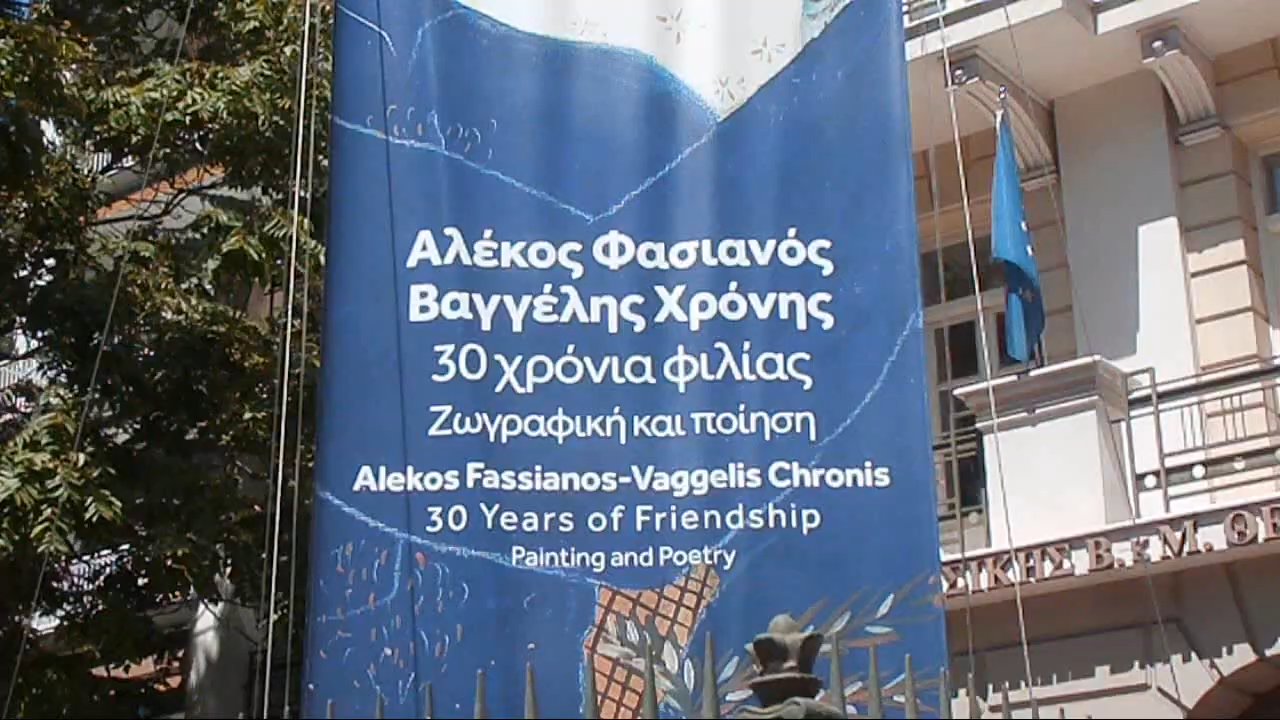 Αλέκος Φασιανός
Βαγγέλης Χρόνης
30 χρόνια φιλίας
Ζωγραφική και ποίηση
Alekos Fassianos-Vaggelis Chronis
30 Years of Friendship
Painting and Poetry
Β. & Μ.